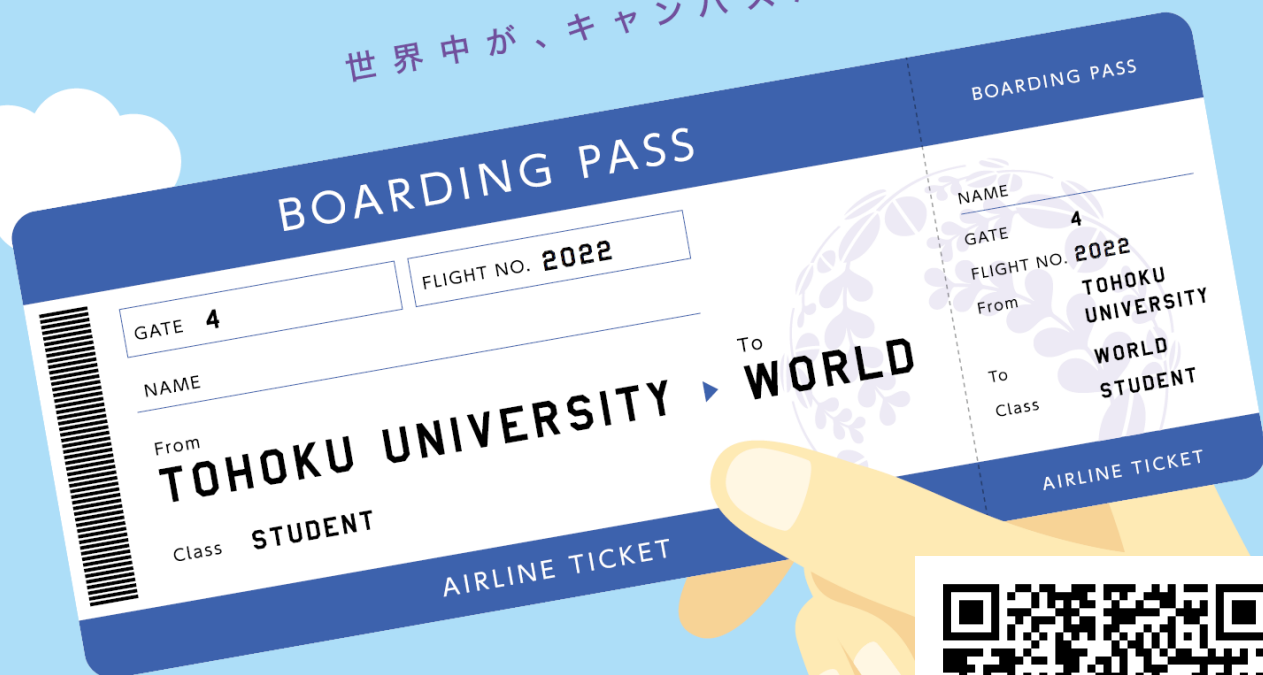 世界中が、キャンパス
BOARDING PASS
GATE 4
FLIGHT NO. 2022
NAME
From
TOHOKU UNIVERSITY
To
WORLD
Class STUDENT
AIRLINE TICKET
BOARDING PASS
NAME
GATE 4
FLIGHT NO. 2022
From TOHOKU
UNIVERSITY
To WORLD
Class STUDENT
AIRLINE TICKET